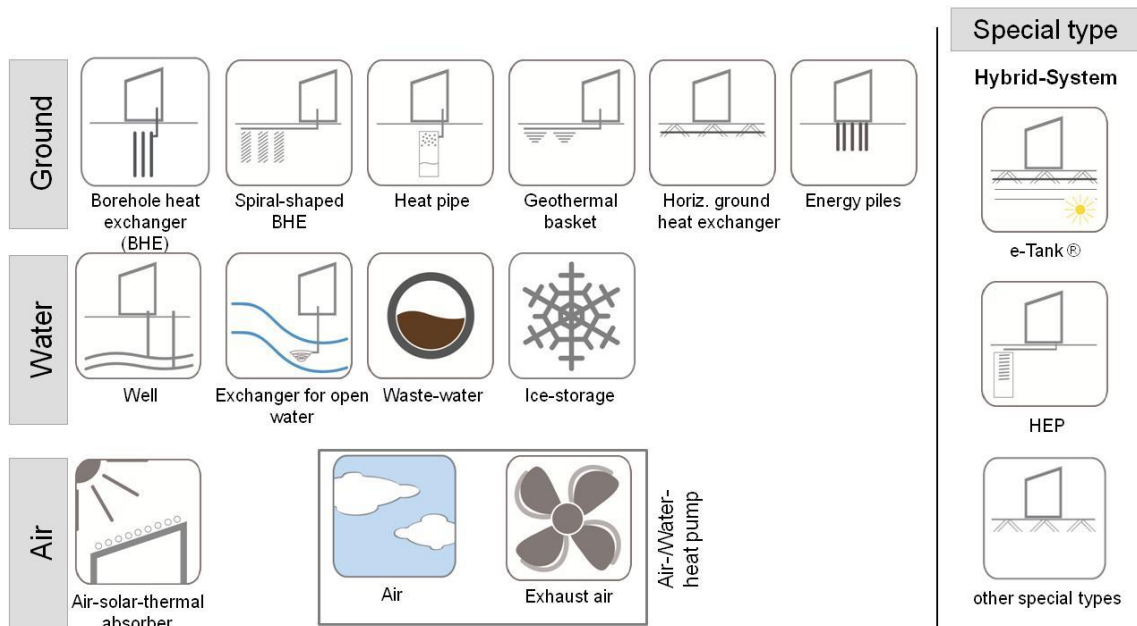 Special type
Hybrid-System
Ground
Borehole heat
exchanger
(BHE)
Spiral-shaped
BHE
Heat pipe
Geothermal
basket
Horiz. ground
heat exchanger
Energy piles
e-Tank ®
Water
Well
Exchanger for open
water
Waste-water
Ice-storage
HEP
Air
Air-solar-thermal
absorber
Air
Exhaust air
Air-/Water-
heat pump
other special types